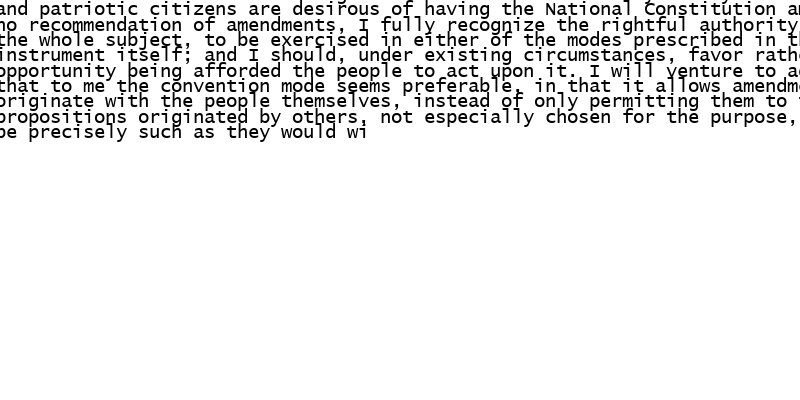 and patriotic citizens are desirous of having the National Constitution
no recommendation of amendments, I fully recognize the rightful authority
the whole subject, to be exercised in either of the modes prescribed in
instrument itself; and I should, under existing circumstances, favor
opportunity being afforded the people to act upon it. I will venture to
that to me the convention mode seems preferable, in that it allows
originate with the people themselves, instead of only permitting them to
propositions originated by others, not especially chosen for the purpose,
be precisely such as they would wi